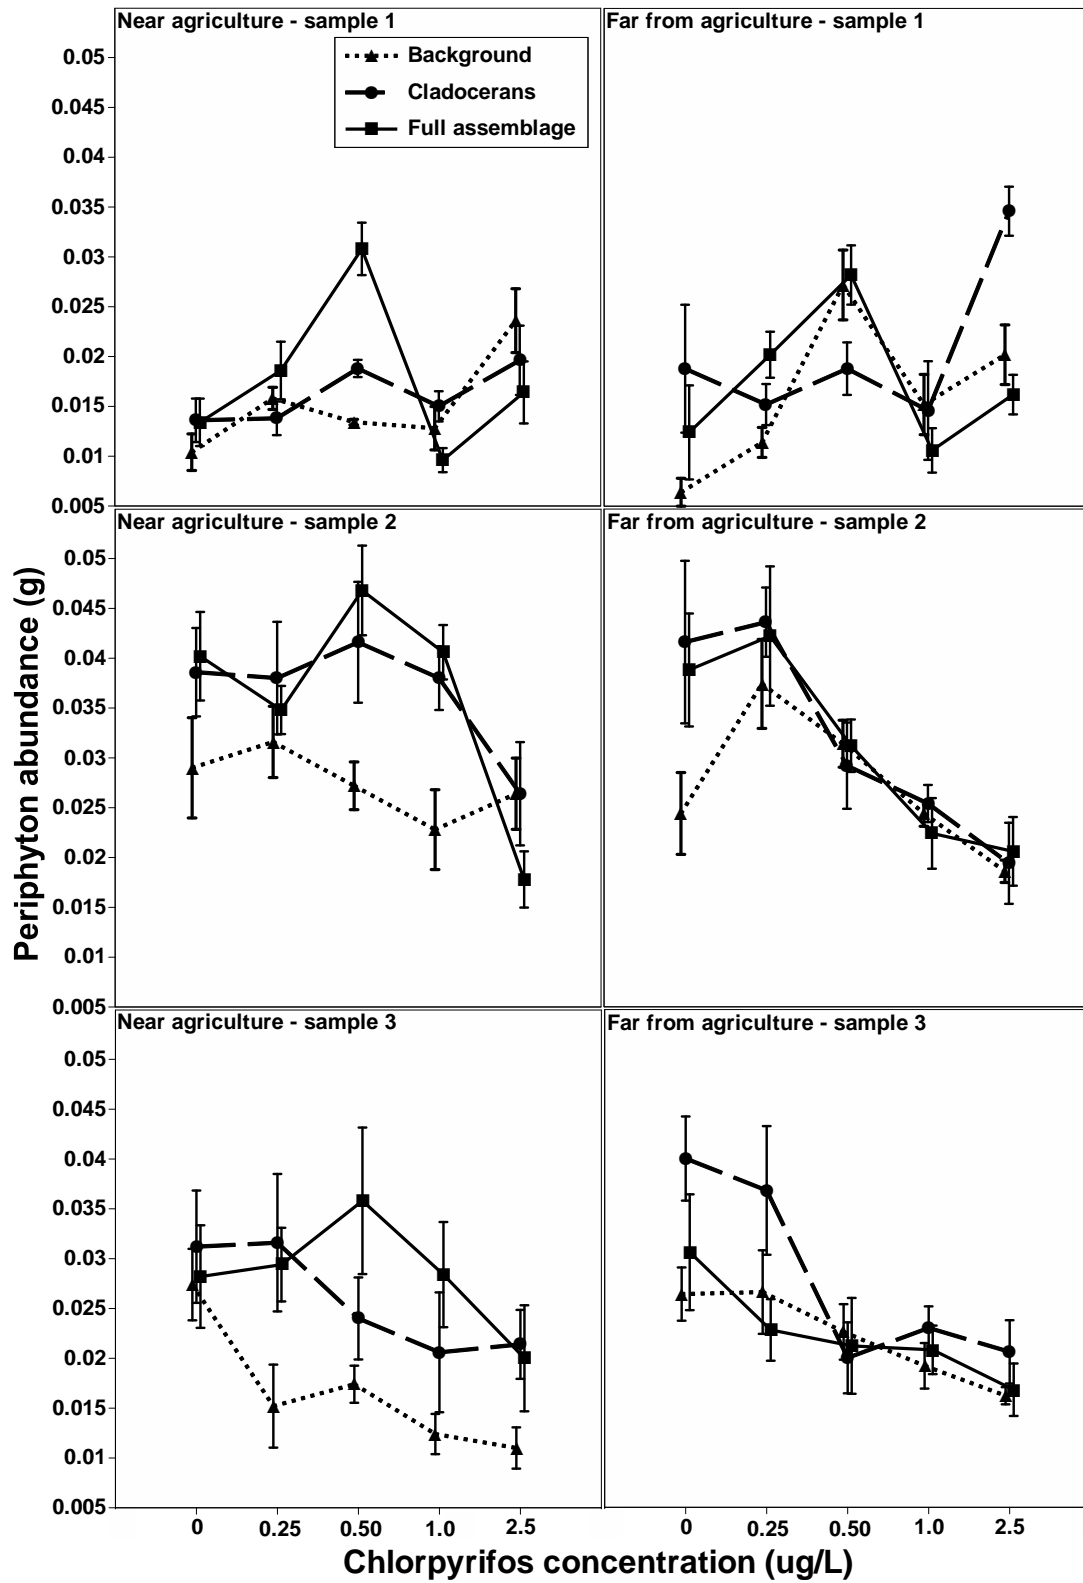 Near agriculture - sample 1
Far from agriculture - sample 1
Background
Cladocerans
Full assemblage
0.05
0.045
0.04
0.035
0.03
0.025
0.02
0.015
0.01
0.005
Near agriculture - sample 2
Far from agriculture - sample 2
0.05
0.045
0.04
0.035
0.03
0.025
0.02
0.015
0.01
0.005
Periphyton abundance (g)
Near agriculture - sample 3
Far from agriculture - sample 3
0.05
0.045
0.04
0.035
0.03
0.025
0.02
0.015
0.01
0.005
0 0.25 0.50 1.0 2.5
0 0.25 0.50 1.0 2.5
Chlorpyrifos concentration (ug/L)